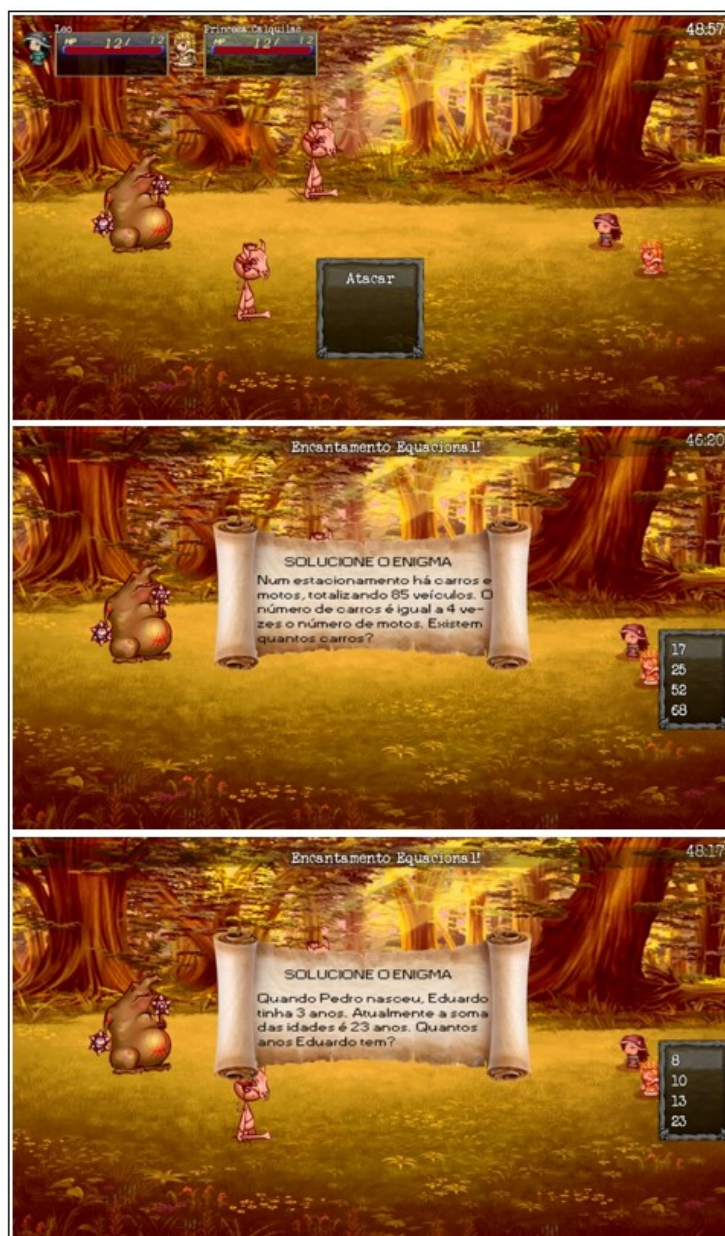 Leo
Princesa Calquilas
HP 12/ 12
HP 12/ 12
48:57
Atacar
Encantamento Equacional!
46:20
SOLUCIONE O ENIGMA
Num estacionamento há carros e
motos, totalizando 85 veículos. O
número de carros é igual a 4 ve-
zes o número de motos. Existem
quantos carros?
17
25
52
68
Encantamento Equacional!
48:17
SOLUCIONE O ENIGMA
Quando Pedro nasceu, Eduardo
tinha 3 anos. Atualmente a soma
das idades é 23 anos. Quantos
anos Eduardo tem?
8
10
13
23